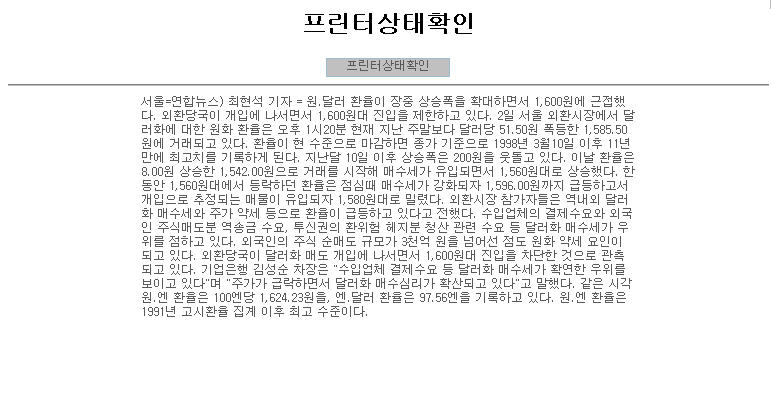 프린터상태확인
프린터상태확인
서울=연합뉴스) 최현석 기자 = 원.달러 환율이 장중 상승폭을 확대하면서 1,600원에 근접했
다. 외환당국이 개입에 나서면서 1,600원대 진입을 제한하고 있다. 2일 서울 외환시장에서 달
러화에 대한 원화 환율은 오후 1시20분 현재 지난 주말보다 달러당 51.50원 폭등한 1,585.50
원에 거래되고 있다. 환율이 현 수준으로 마감하면 종가 기준으로 1998년 3월10일 이후 11년
만에 최고치를 기록하게 된다. 지난달 10일 이후 상승폭은 200원을 웃돌고 있다. 이날 환율은
8.00원 상승한 1,542.00원으로 거래를 시작해 매수세가 유입되면서 1,560원대로 상승했다. 한
동안 1,560원대에서 등락하던 환율은 점심때 매수세가 강화되자 1,596.00원까지 급등하고서
개입으로 추정되는 매물이 유입되자 1,580원대로 밀렸다. 외환시장 참가자들은 역내외 달러
화 매수세와 주가 약세 등으로 환율이 급등하고 있다고 전했다. 수입업체의 결제수요와 외국
인 주식매도분 역송금 수요, 투신권의 환위험 헤지분 청산 관련 수요 등 달러화 매수세가 우
위를 점하고 있다. 외국인의 주식 순매도 규모가 3천억 원을 넘어선 점도 원화 약세 요인이
되고 있다. 외환당국이 달러화 매도 개입에 나서면서 1,600원대 진입을 차단한 것으로 관측
되고 있다. 기업은행 김성순 차장은 "수입업체 결제수요 등 달러화 매수세가 확연한 우위를
보이고 있다"며 "주가가 급락하면서 달러화 매수심리가 확산되고 있다"고 말했다. 같은 시각
원.엔 환율은 100엔당 1,624.23원을, 엔.달러 환율은 97.56엔을 기록하고 있다. 원.엔 환율은
1991년 고시환율 집계 이후 최고 수준이다.